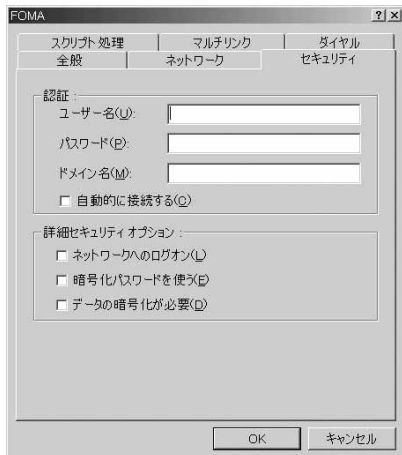 FOMA
スクリプト処理 マルチリンク ダイヤル
全般 ネットワーク セキュリティ
認証:
ユーザー名(U):
パスワード(P):
ドメイン名(M):
自動的に接続する(C)
詳細セキュリティ オプション:
ネットワークへのログオン(L)
暗号化パスワードを使う(E)
データの暗号化が必要(D)
OK キャンセル